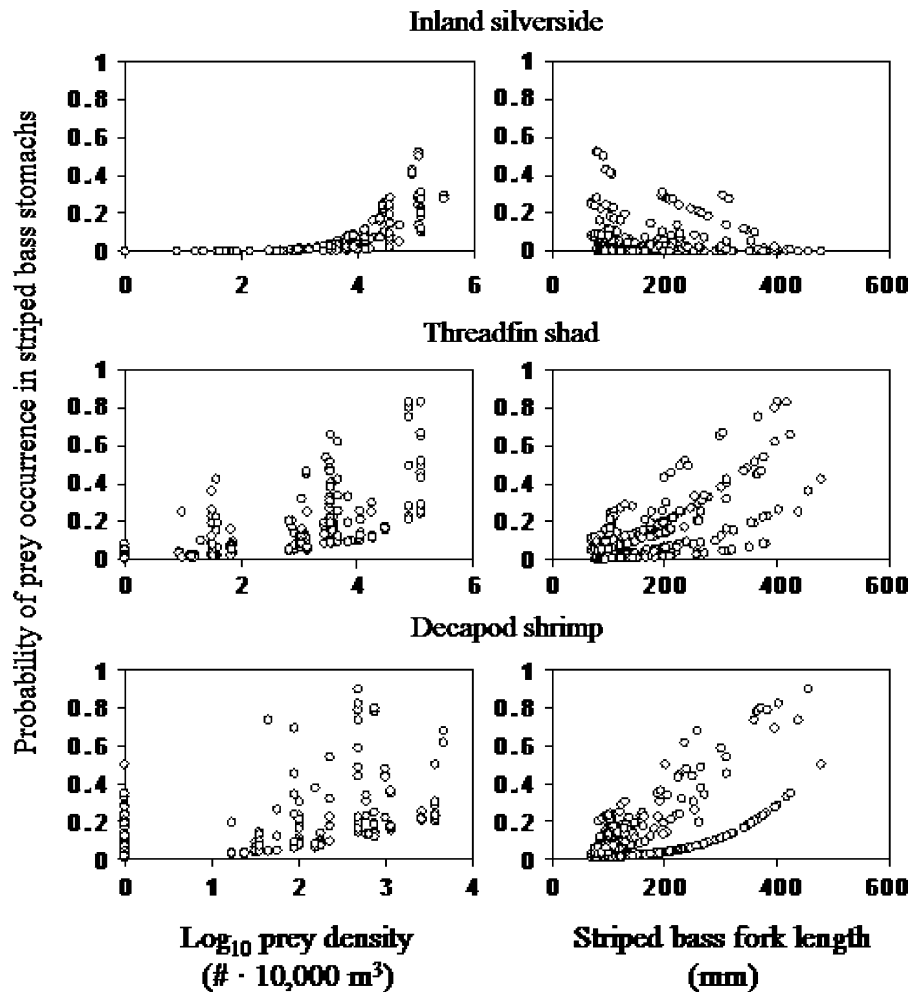 Inland silverside
1
0.8
0.6
0.4
0.2
0
0 2 4 6
0 200 400 600
1
0.8
0.6
0.4
0.2
0
Threadfin shad
1
0.8
0.6
0.4
0.2
0
0 2 4 6
1
0.8
0.6
0.4
0.2
0
0 200 400 600
Decapod shrimp
1
0.8
0.6
0.4
0.2
0
0 1 2 3 4
1
0.8
0.6
0.4
0.2
0
0 200 400 600
Probability of prey occurrence in striped bass stomachs
Log₁₀ prey density
(# · 10,000 m³)
Striped bass fork length
(mm)